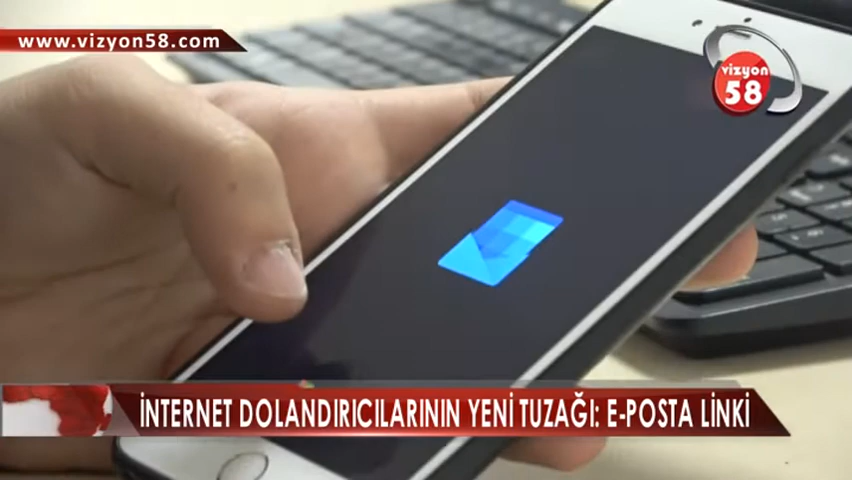 www.vizyon58.com
vizyon
58
İNTERNET DOLANDIRICILARININ YENİ TUZAĞI: E-POSTA LİNKİ